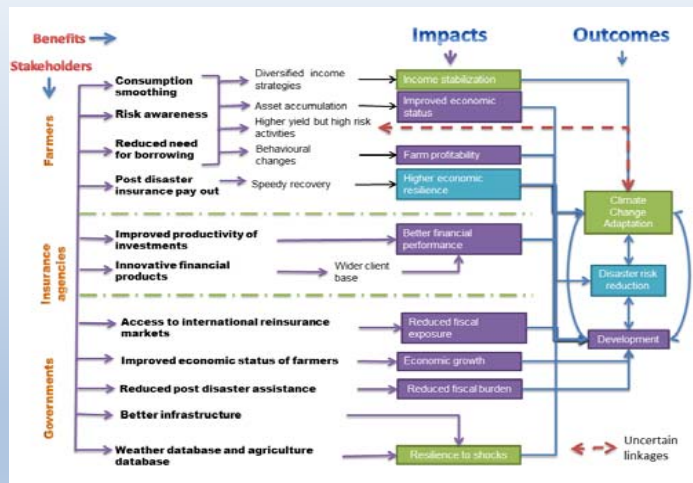 Benefits
Impacts
Outcomes
Stakeholders
Farmers
Consumption
smoothing
Diversified income
strategies
Income stabilization
Risk awareness
Asset accumulation
Improved economic
status
Higher yield but high risk
activities
Reduced need
for borrowing
Behavioural
changes
Farm profitability
Post disaster
insurance pay out
Speedy recovery
Higher economic
resilience
Climate
Change
Adaptation
Insurance
agencies
Improved productivity of
investments
Better financial
performance
Innovative financial
products
Wider client
base
Disaster risk
reduction
Governments
Access to international reinsurance
markets
Reduced fiscal
exposure
Development
Improved economic status of farmers
Economic growth
Reduced post disaster assistance
Reduced fiscal burden
Better infrastructure
Weather database and agriculture
database
Resilience to shocks
Uncertain
linkages